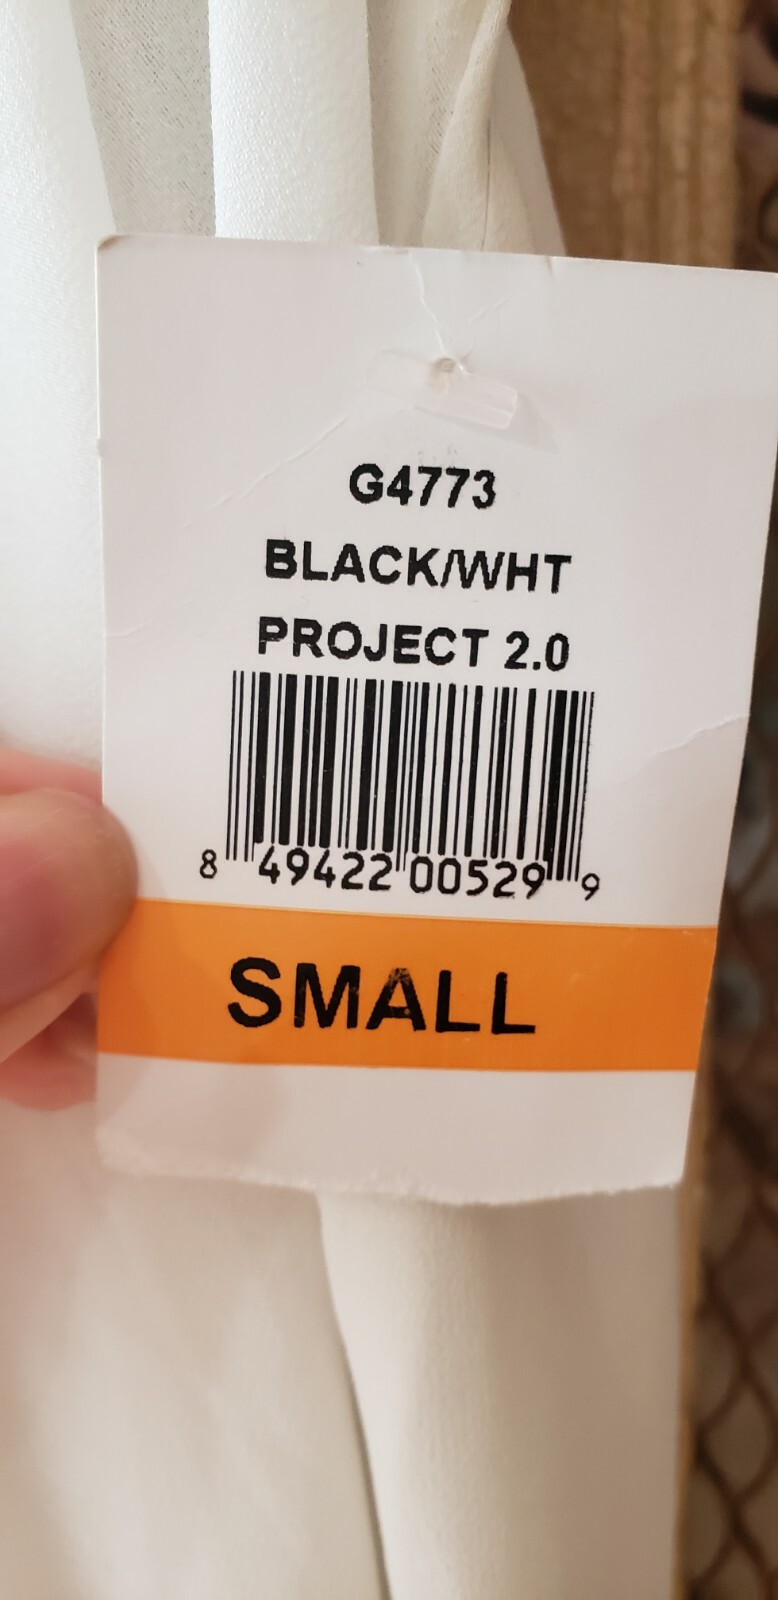 G4773
BLACK/WHT
PROJECT 2.0
8 49422 00529 9
SMALL